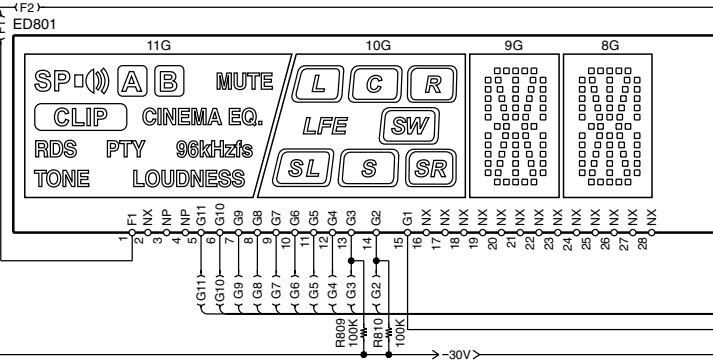 F2
ED801
F1
11G 10G 9G 8G
SP A B MUTE
CLIP CINEMA EQ.
RDS PTY 96kHzfs
TONE LOUDNESS
L C R
LFE SW
SL S SR
F1 NX NP NP G11 G10 G9 G8 G7 G6 G5 G4 G3 G2 G1 NX NX NX NX NX NX NX NX NX NX NX NX NX
1 2 3 4 5 6 7 8 9 10 11 12 13 14 15 16 17 18 19 20 21 22 23 24 25 26 27 28
G11 G10 G9 G8 G7 G6 G5 G4 G3 G2
R809 100K R810 100K
-30V